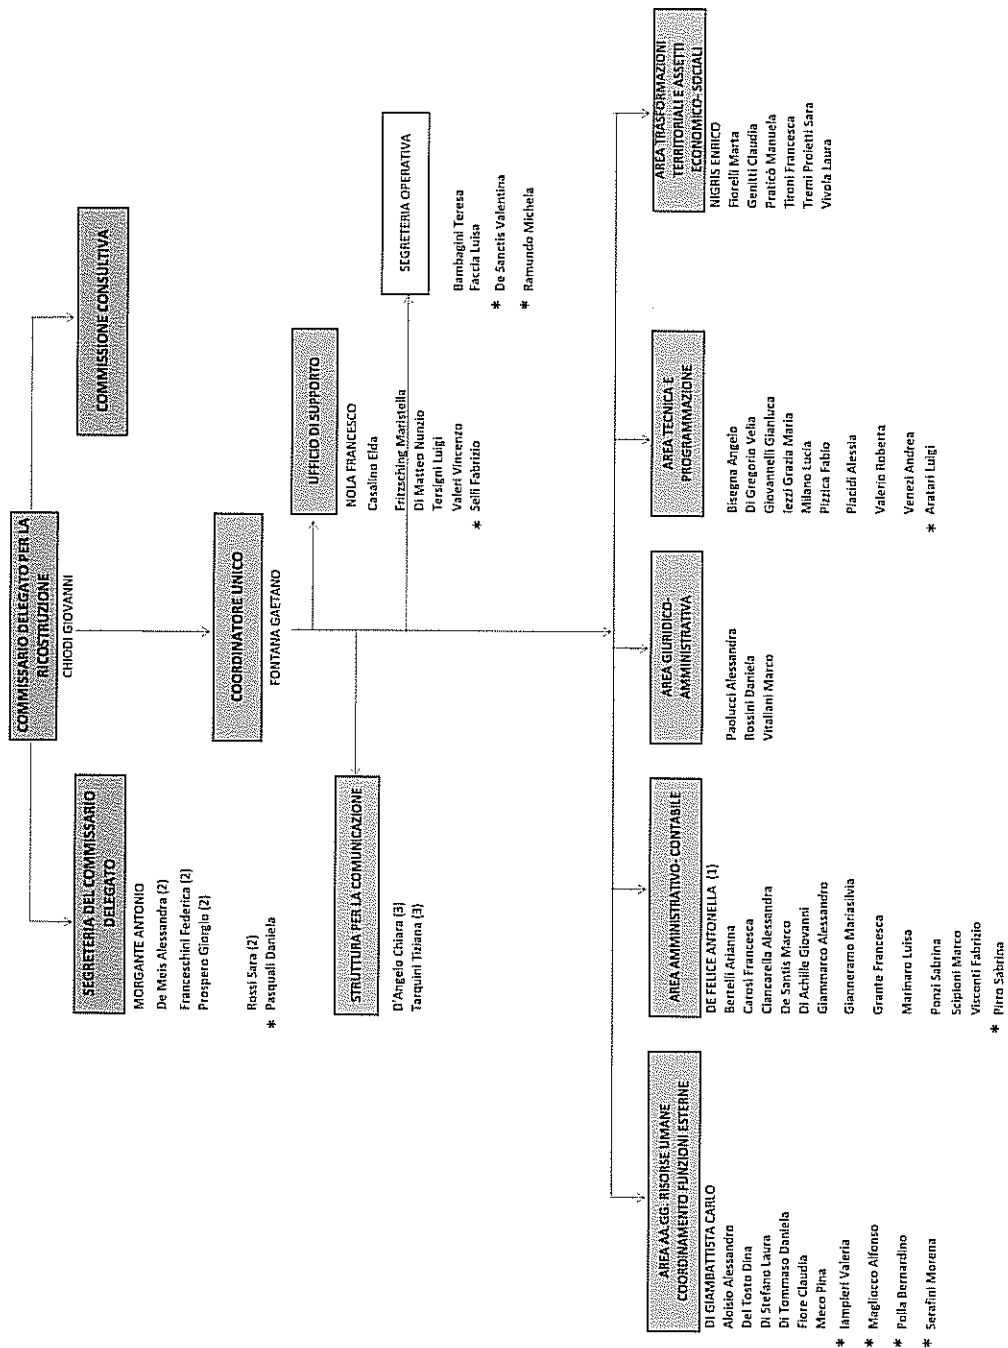 COMMISSARIO DELEGATO PER LA
RICOSTRUZIONE
CHIODI GIOVANNI
SEGRETERIA DEL COMMISSARIO
DELEGATO
MORGANTE ANTONIO
De Meis Alessandra (2)
Franceschini Federica (2)
Prospero Giorgio (2)
Rossi Sara (2)
* Pasquali Daniela
COMMISSIONE CONSULTIVA
COORDINATORE UNICO
FONTANA GAETANO
UFFICIO DI SUPPORTO
NOLA FRANCESCO
Casalino Elda
Fritzsching Maristella
Di Matteo Nunzio
Tersigni Luigi
Valeri Vincenzo
* Selli Fabrizio
STRUTTURA PER LA COMUNICAZIONE
D'Angelo Chiara (3)
Tarquini Tiziana (3)
SEGRETERIA OPERATIVA
Bambagini Teresa
Faccia Luisa
* De Sanctis Valentina
* Ramundo Michela
AREA AA.GG. RISORSE UMANE
COORDINAMENTO FUNZIONI ESTERNE
DI GIAMBATTISTA CARLO
Aloisio Alessandro
Del Tosto Dina
Di Stefano Laura
Di Tommaso Daniela
Fiore Claudia
Meco Pina
* Iampieri Valeria
* Magliocco Alfonso
* Polla Bernardino
* Serafini Morena
AREA AMMINISTRATIVO- CONTABILE
DE FELICE ANTONELLA (1)
Bertelli Arianna
Carosi Francesca
Ciancarella Alessandra
De Santis Marco
Di Achille Giovanni
Giammarco Alessandro
Gianneramo Mariasilvia
Grante Francesca
Marinaro Luisa
Ponzi Sabrina
Scipioni Marco
Visconti Fabrizio
* Pirro Sabrina
AREA GIURIDICO-
AMMINISTRATIVA
Paolucci Alessandra
Rossini Daniela
Vitaliani Marco
AREA TECNICA E
PROGRAMMAZIONE
Bisegna Angelo
Di Gregorio Velia
Giovannelli Gianluca
Iezzi Grazia Maria
Milano Lucia
Pizzica Fabio
Placidi Alessia
Valerio Roberta
Venezi Andrea
* Aratari Luigi
AREA TRASFORMAZIONI
TERRITORIALI E ASSETTI
ECONOMICO- SOCIALI
NIGRIS ENRICO
Fiorelli Marta
Genitti Claudia
Praticò Manuela
Tironi Francesca
Tremi Proietti Sara
Vivola Laura